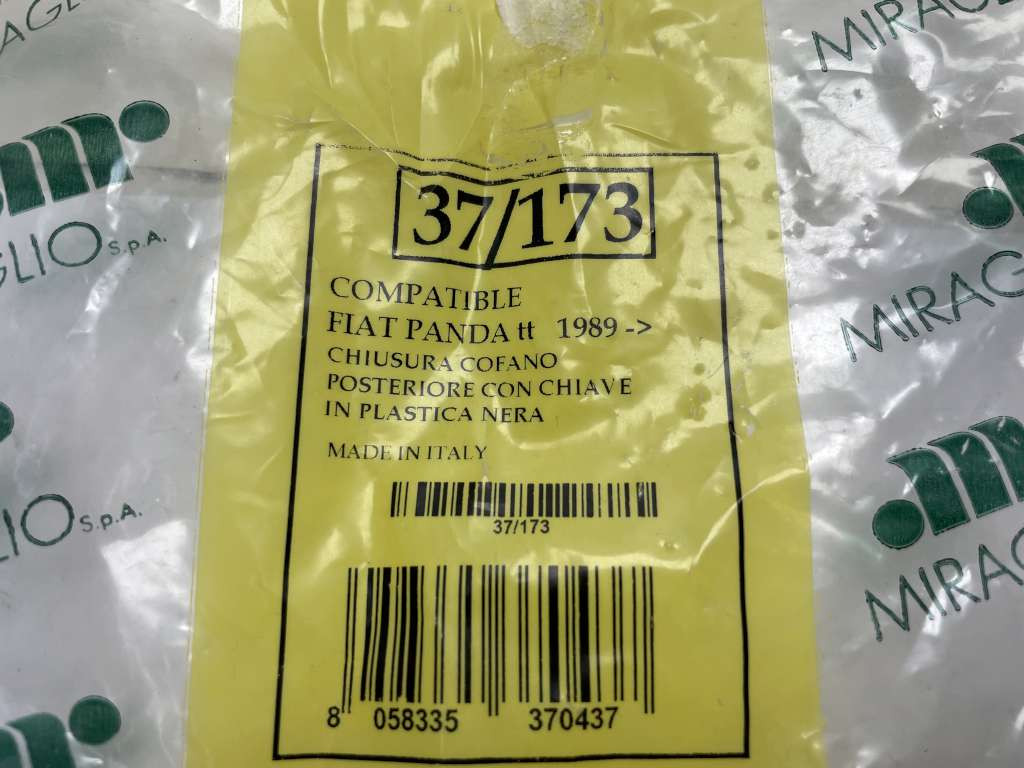 MIRAGLIO
S.p.A.
GLIO S.p.A.
37/173
COMPATIBLE
FIAT PANDA tt 1989 ->
CHIUSURA COFANO
POSTERIORE CON CHIAVE
IN PLASTICA NERA
MADE IN ITALY
37/173
8 058335 370437
MIRAG
LIO S.p.A.
MIRAG